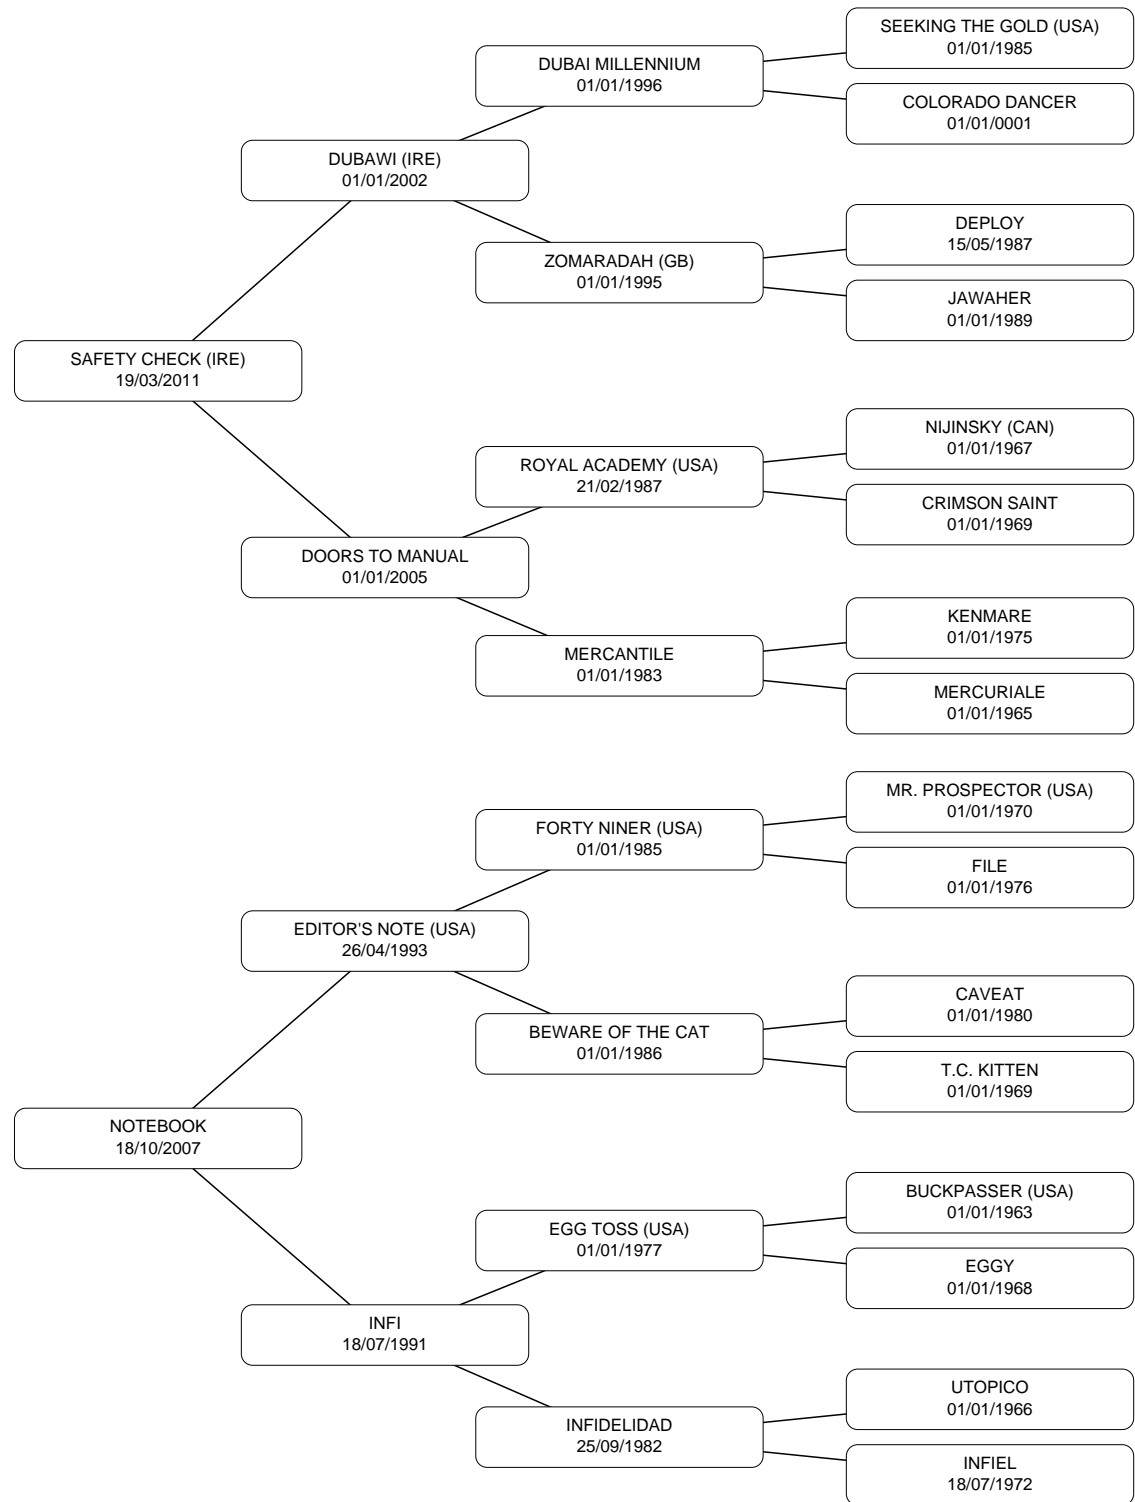 SEEKING THE GOLD (USA)
01/01/1985
DUBAI MILLENNIUM
01/01/1996
COLORADO DANCER
01/01/0001
DUBAWI (IRE)
01/01/2002
DEPLOY
15/05/1987
ZOMARADAH (GB)
01/01/1995
JAWAHER
01/01/1989
SAFETY CHECK (IRE)
19/03/2011
NIJINSKY (CAN)
01/01/1967
ROYAL ACADEMY (USA)
21/02/1987
CRIMSON SAINT
01/01/1969
DOORS TO MANUAL
01/01/2005
KENMARE
01/01/1975
MERCANTILE
01/01/1983
MERCURIALE
01/01/1965
MR. PROSPECTOR (USA)
01/01/1970
FORTY NINER (USA)
01/01/1985
FILE
01/01/1976
EDITOR'S NOTE (USA)
26/04/1993
CAVEAT
01/01/1980
BEWARE OF THE CAT
01/01/1986
T.C. KITTEN
01/01/1969
NOTEBOOK
18/10/2007
BUCKPASSER (USA)
01/01/1963
EGG TOSS (USA)
01/01/1977
EGGY
01/01/1968
INFI
18/07/1991
UTOPICO
01/01/1966
INFIDELIDAD
25/09/1982
INFIEL
18/07/1972